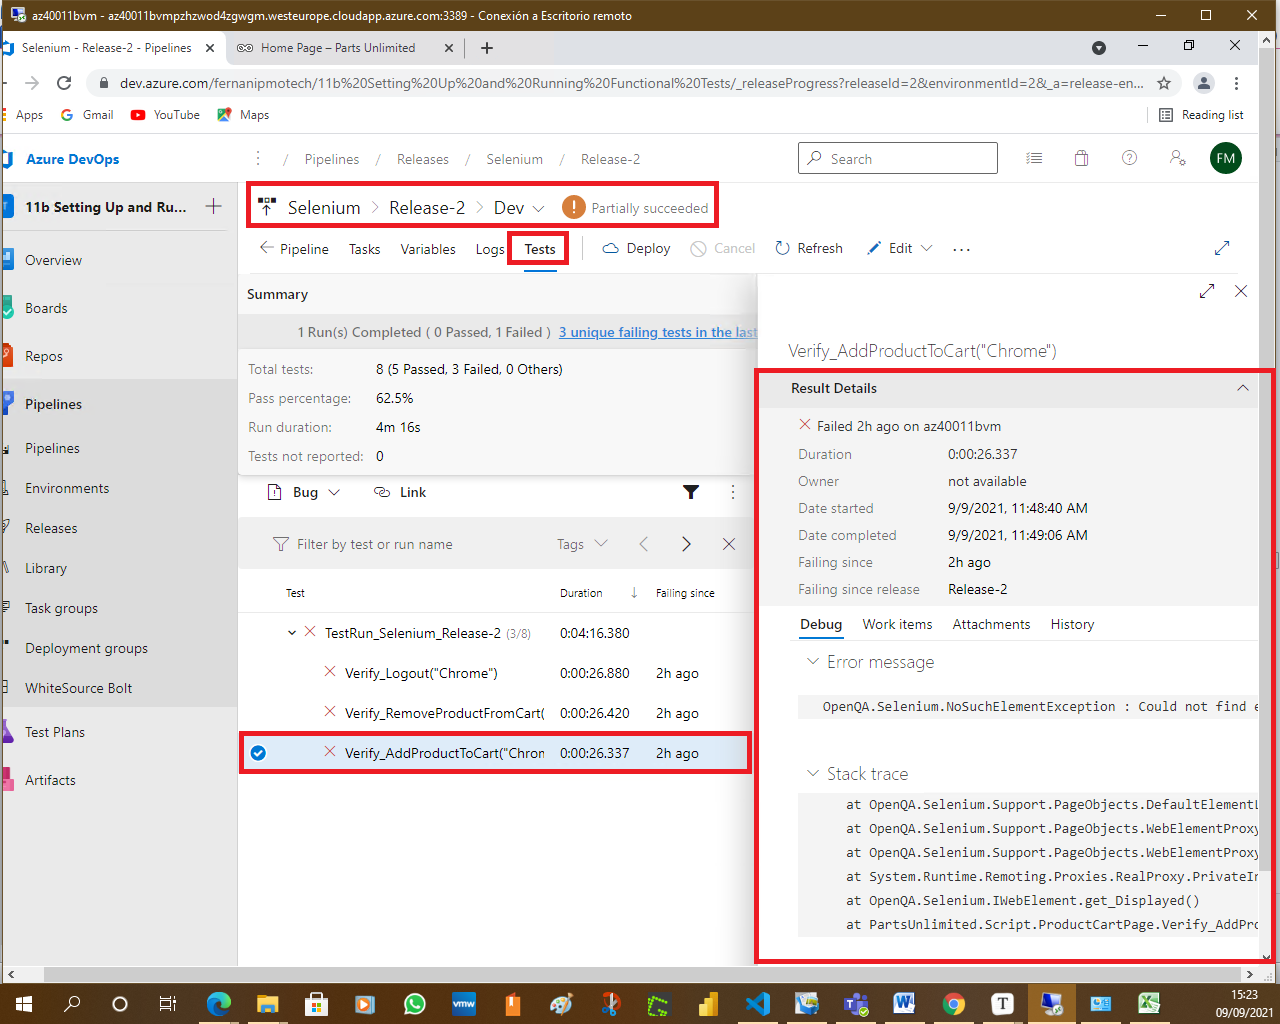 az40011bvm - az40011bvmpzhzwod4zgwgm.westeurope.cloudapp.azure.com:3389 - Conexión a Escritorio remoto
Selenium - Release-2 - Pipelines
Home Page – Parts Unlimited
dev.azure.com/fernanipmotech/11b%20Setting%20Up%20and%20Running%20Functional%20Tests/_releaseProgress?releaseId=2&environmentId=2&_a=release-en...
Apps Gmail YouTube Maps Reading list
Azure DevOps / Pipelines / Releases / Selenium / Release-2 Search FM
11b Setting Up and Ru...
Selenium Release-2 Dev Partially succeeded
Pipeline Tasks Variables Logs Tests Deploy Cancel Refresh Edit ...
Overview
Boards
Repos
Pipelines
Pipelines
Environments
Releases
Library
Task groups
Deployment groups
WhiteSource Bolt
Test Plans
Artifacts
Summary
1 Run(s) Completed ( 0 Passed, 1 Failed ) 3 unique failing tests in the last
Total tests: 8 (5 Passed, 3 Failed, 0 Others)
Pass percentage: 62.5%
Run duration: 4m 16s
Tests not reported: 0
Bug Link
Filter by test or run name Tags
Test Duration Failing since
TestRun_Selenium_Release-2 (3/8) 0:04:16.380
Verify_Logout("Chrome") 0:00:26.880 2h ago
Verify_RemoveProductFromCart( 0:00:26.420 2h ago
Verify_AddProductToCart("Chron 0:00:26.337 2h ago
Verify_AddProductToCart("Chrome")
Result Details
Failed 2h ago on az40011bvm
Duration 0:00:26.337
Owner not available
Date started 9/9/2021, 11:48:40 AM
Date completed 9/9/2021, 11:49:06 AM
Failing since 2h ago
Failing since release Release-2
Debug Work items Attachments History
Error message
OpenQA.Selenium.NoSuchElementException : Could not find e
Stack trace
at OpenQA.Selenium.Support.PageObjects.DefaultElementL
at OpenQA.Selenium.Support.PageObjects.WebElementProxy
at OpenQA.Selenium.Support.PageObjects.WebElementProxy
at System.Runtime.Remoting.Proxies.RealProxy.PrivateIn
at OpenQA.Selenium.IWebElement.get_Displayed()
at PartsUnlimited.Script.ProductCartPage.Verify_AddPro
vmw
15:23
09/09/2021